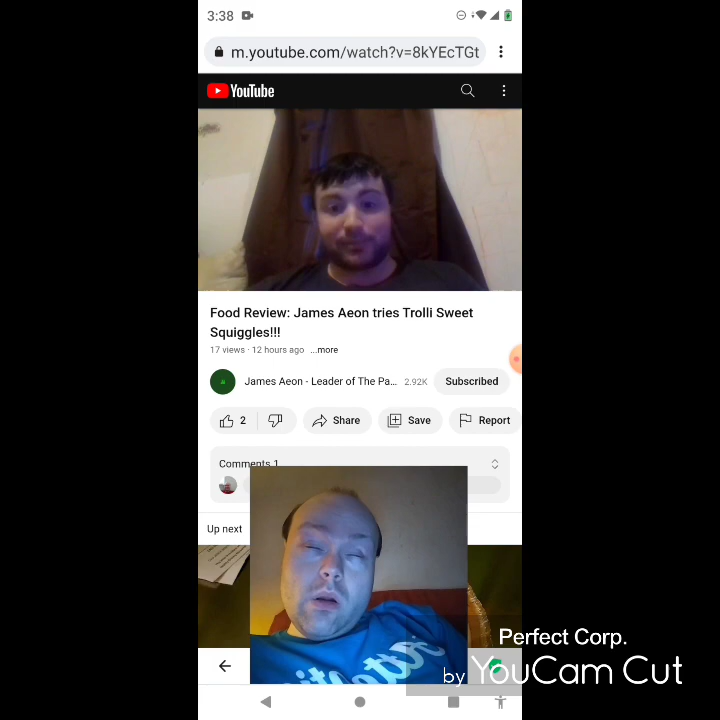 3:38
m.youtube.com/watch?v=8kYEcTGt
YouTube
Food Review: James Aeon tries Trolli Sweet
Squiggles!!!
17 views · 12 hours ago ...more
James Aeon - Leader of The Pa... 2.92K Subscribed
2 Share Save Report
Comments 1
Up next
Perfect Corp.
by YouCam Cut